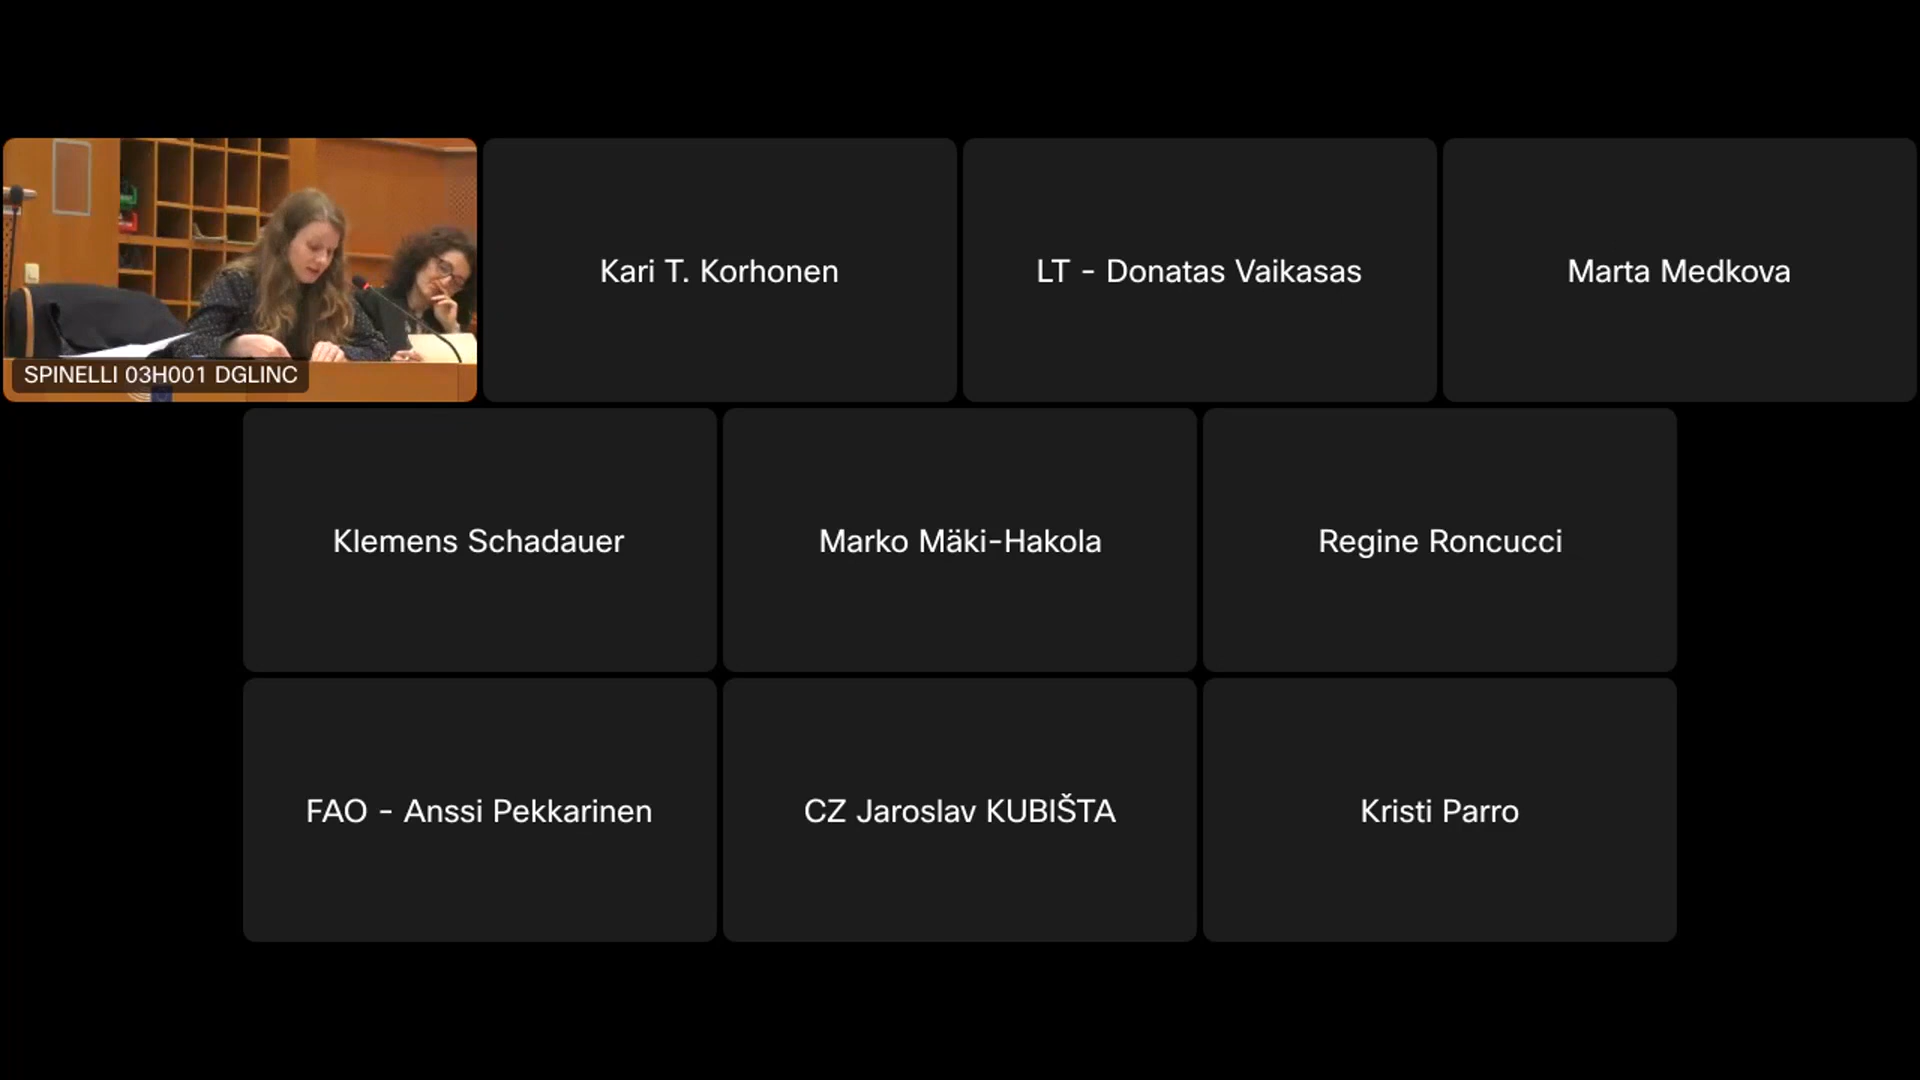 SPINELLI 03H001 DGLINC
Kari T. Korhonen
LT - Donatas Vaikasas
Marta Medkova
Klemens Schadauer
Marko Mäki-Hakola
Regine Roncucci
FAO - Anssi Pekkarinen
CZ Jaroslav KUBIŠTA
Kristi Parro